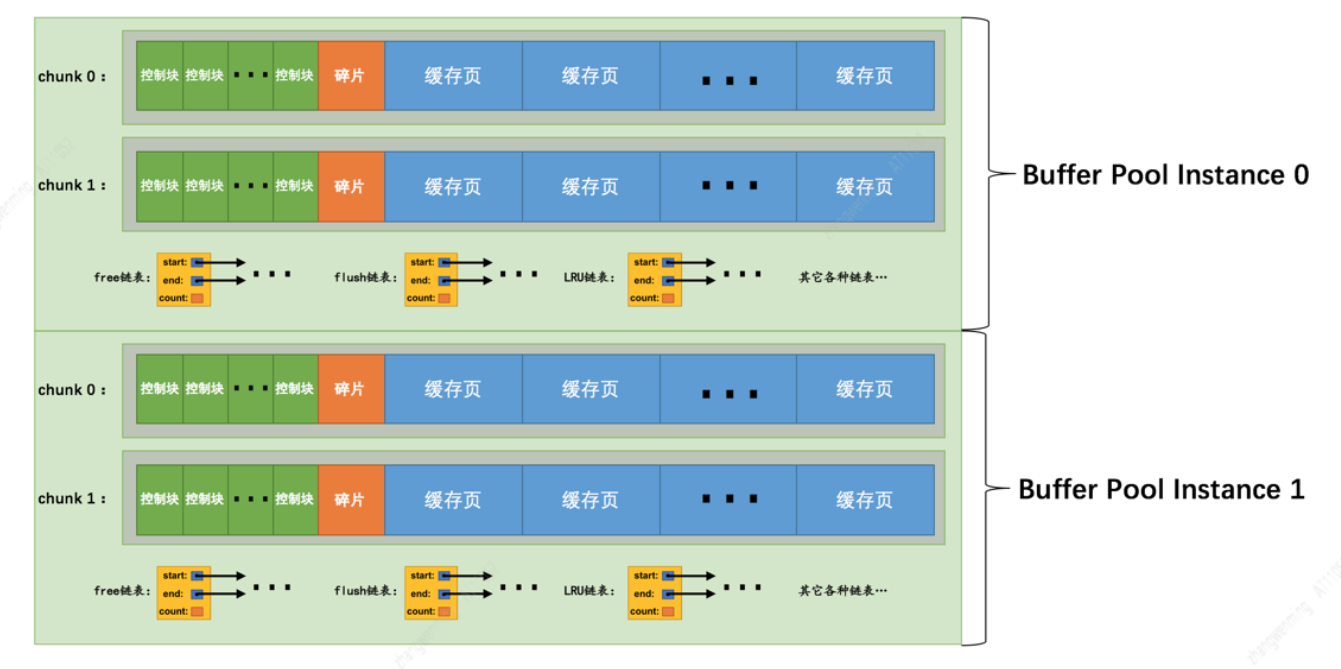 chunk 0： 控制块 控制块 ··· 控制块 碎片 缓存页 缓存页 ··· 缓存页
chunk 1： 控制块 控制块 ··· 控制块 碎片 缓存页 缓存页 ··· 缓存页
Buffer Pool Instance 0
free链表： start: end: count: ··· flush链表： start: end: count: ··· LRU链表： start: end: count: ··· 其它各种链表…
chunk 0： 控制块 控制块 ··· 控制块 碎片 缓存页 缓存页 ··· 缓存页
chunk 1： 控制块 控制块 ··· 控制块 碎片 缓存页 缓存页 ··· 缓存页
Buffer Pool Instance 1
free链表： start: end: count: ··· flush链表： start: end: count: ··· LRU链表： start: end: count: ··· 其它各种链表…